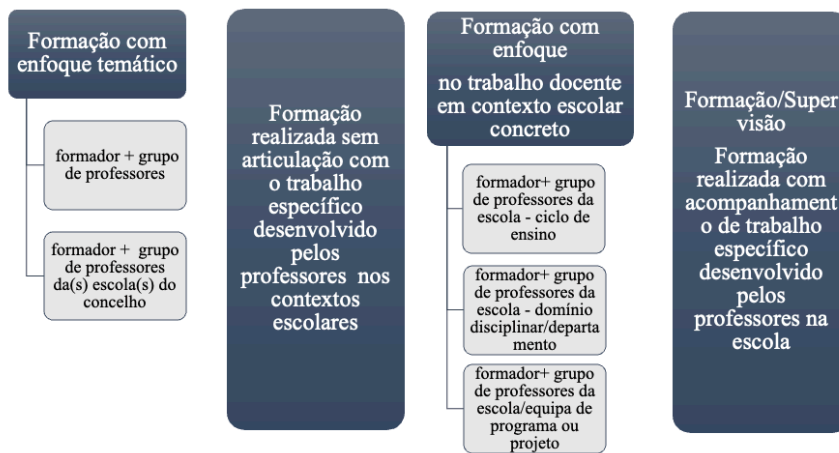 Formação com
enfoque temático
formador + grupo
de professores
formador + grupo
de professores
da(s) escola(s) do
concelho
Formação
realizada sem
articulação com
o trabalho
específico
desenvolvido
pelos
professores nos
contextos
escolares
Formação com
enfoque
no trabalho docente
em contexto escolar
concreto
formador+ grupo
de professores da
escola - ciclo de
ensino
formador+ grupo
de professores da
escola - domínio
disciplinar/departa
mento
formador+ grupo
de professores da
escola/equipa de
programa ou
projeto
Formação/Super
visão
Formação
realizada com
acompanhament
o de trabalho
específico
desenvolvido
pelos
professores na
escola